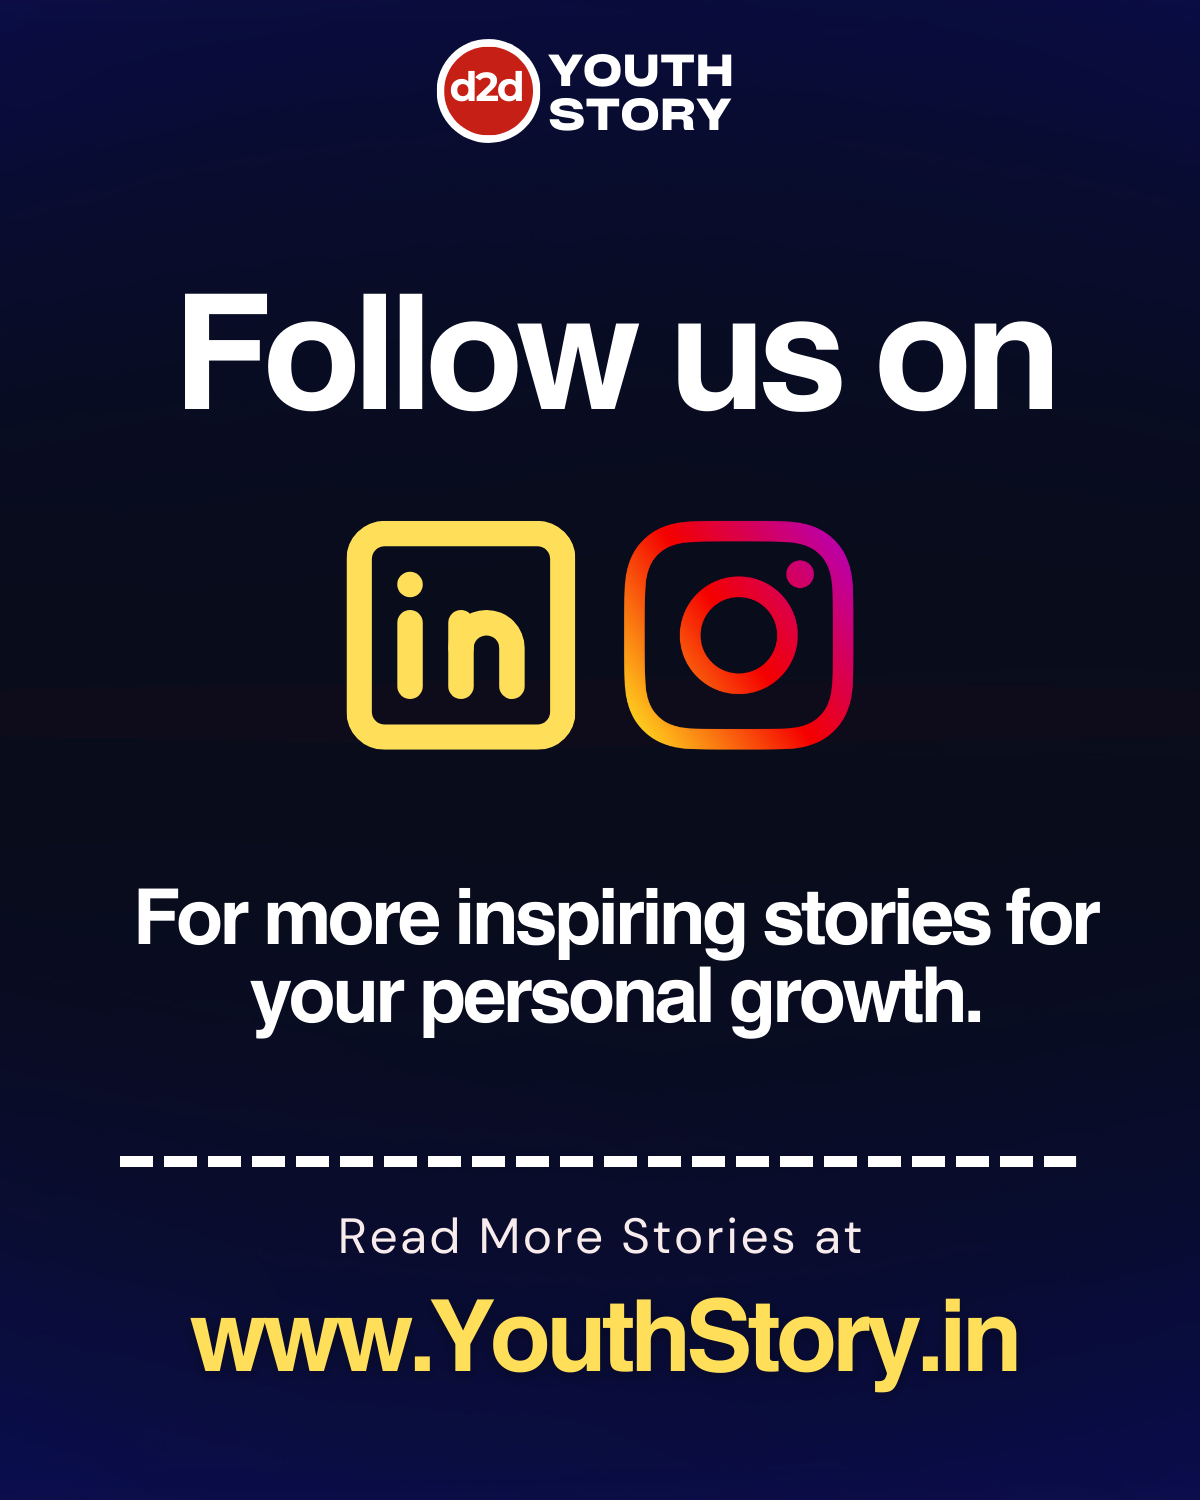 d2d
YOUTH
STORY
Follow us on
in
For more inspiring stories for
your personal growth.
Read More Stories at
www.YouthStory.in